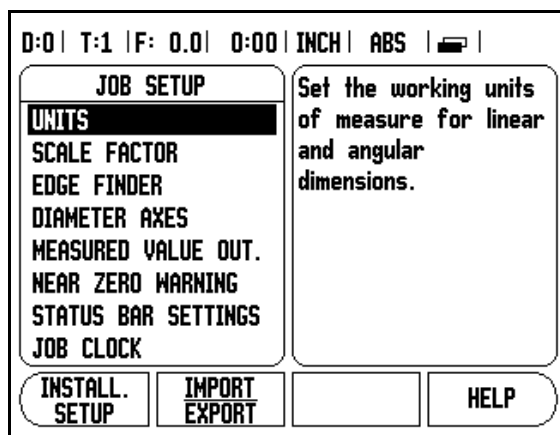 D:0 | T:1 | F: 0.0 | 0:00 | INCH | ABS | |
JOB SETUP
UNITS
SCALE FACTOR
EDGE FINDER
DIAMETER AXES
MEASURED VALUE OUT.
NEAR ZERO WARNING
STATUS BAR SETTINGS
JOB CLOCK
Set the working units
of measure for linear
and angular
dimensions.
INSTALL.
SETUP
IMPORT
EXPORT
HELP